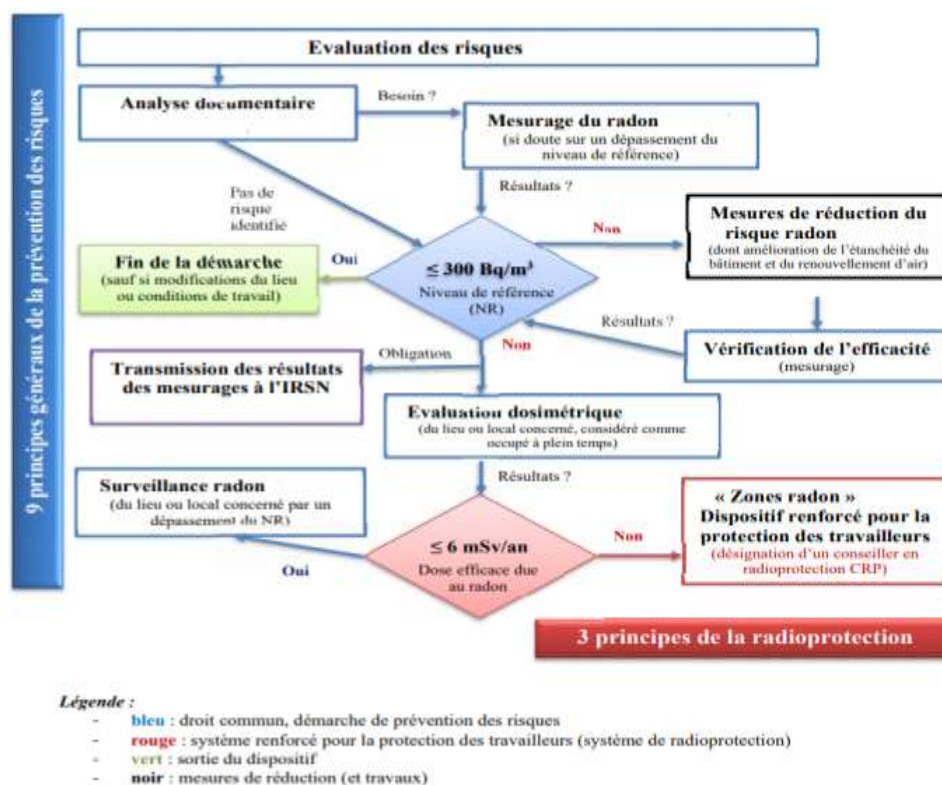 9 principes généraux de la prévention des risques
Evaluation des risques
Analyse documentaire
Besoin ?
Mesurage du radon
(si doute sur un dépassement du
niveau de référence)
Pas de
risque
identifié
Résultats ?
Non
Mesures de réduction du
risque radon
(dont amélioration de l'étanchéité du
bâtiment et du renouvellement d'air)
Fin de la démarche
(sauf si modifications du lieu
ou conditions de travail)
Oui
≤ 300 Bq/m³
Niveau de référence
(NR)
Résultats ?
Vérification de l'efficacité
(mesurage)
Non
Obligation
Transmission des résultats
des mesurages à l'IRSN
Evaluation dosimétrique
(du lieu ou local concerné, considéré comme
occupé à plein temps)
Résultats ?
Surveillance radon
(du lieu ou local concerné par un
dépassement du NR)
Oui
≤ 6 mSv/an
Dose efficace due
au radon
Non
« Zones radon »
Dispositif renforcé pour la
protection des travailleurs
(désignation d'un conseiller en
radioprotection CRP)
3 principes de la radioprotection
Légende :
- bleu : droit commun, démarche de prévention des risques
- rouge : système renforcé pour la protection des travailleurs (système de radioprotection)
- vert : sortie du dispositif
- noir : mesures de réduction (et travaux)